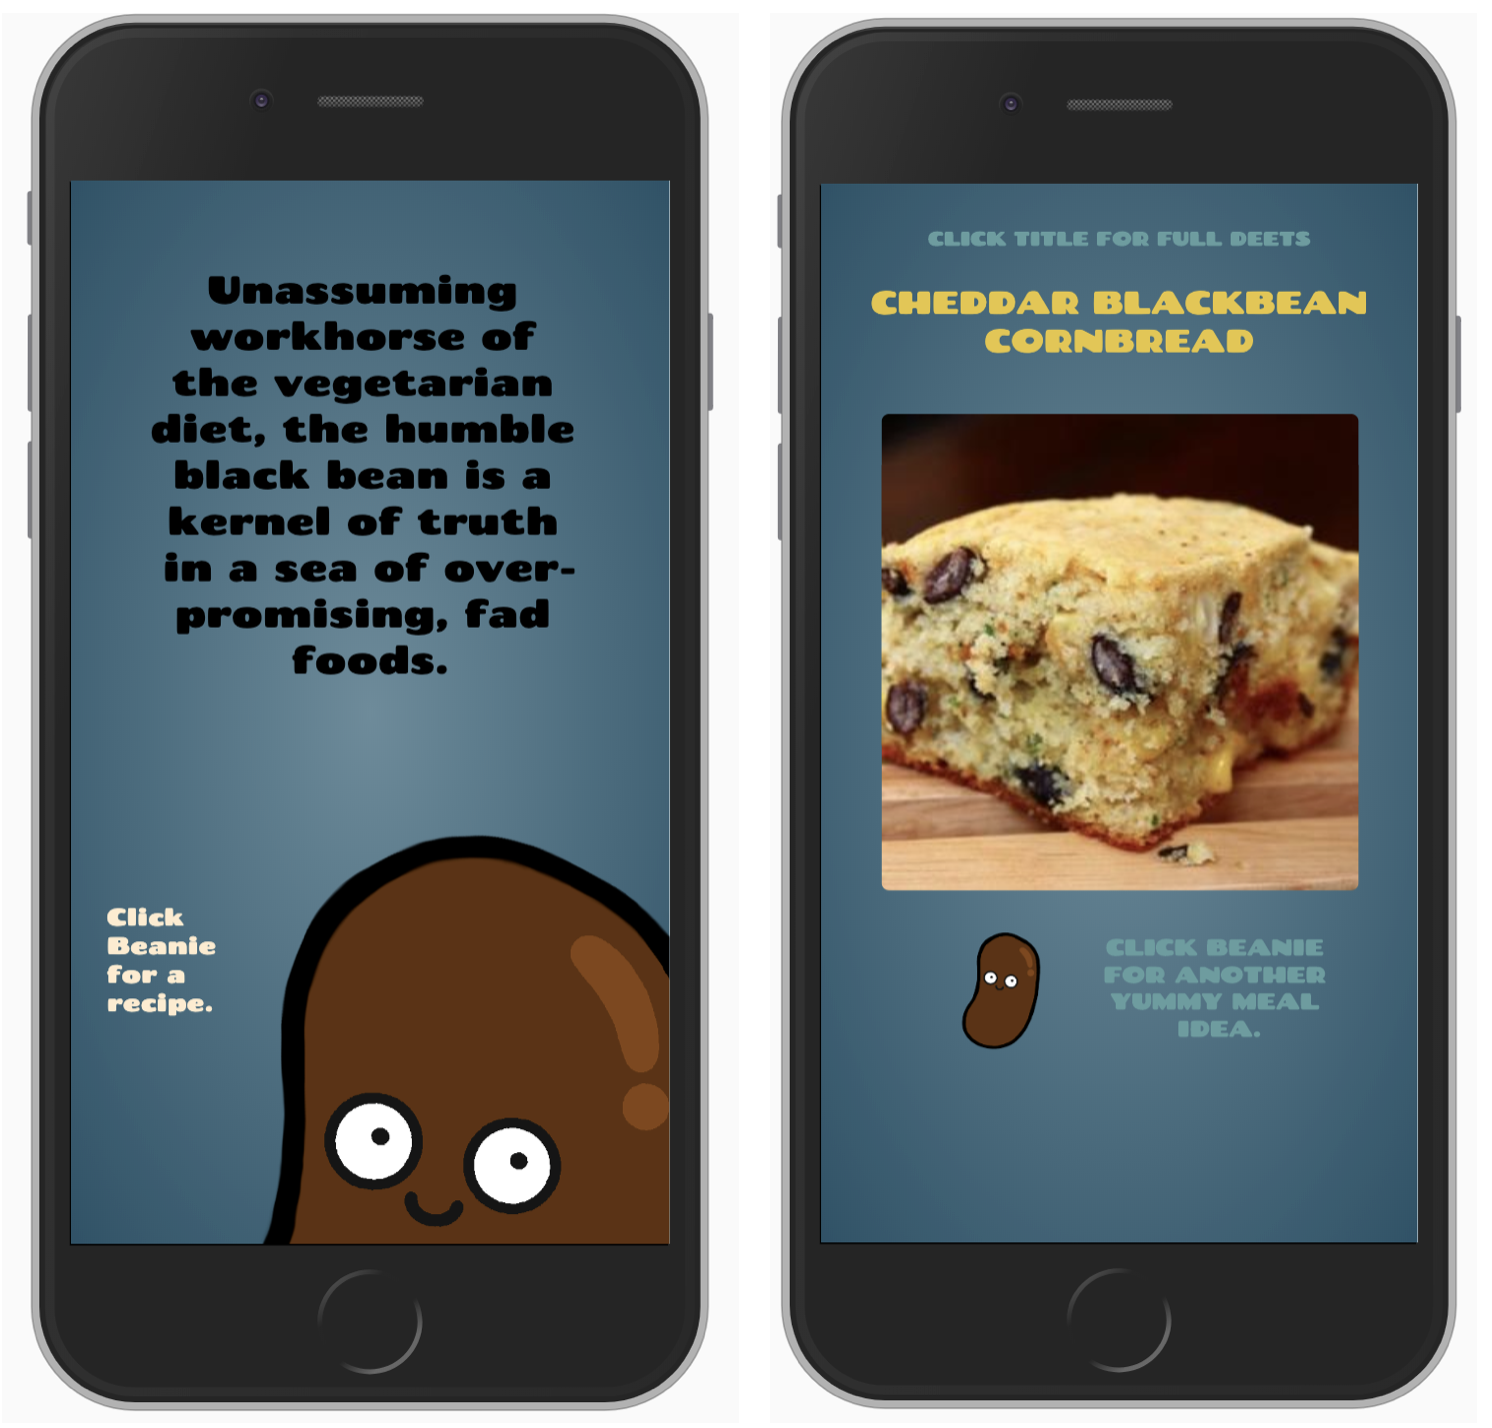 Unassuming
workhorse of
the vegetarian
diet, the humble
black bean is a
kernel of truth
in a sea of over-
promising, fad
foods.
Click
Beanie
for a
recipe.
CLICK TITLE FOR FULL DEETS
CHEDDAR BLACKBEAN
CORNBREAD
CLICK BEANIE
FOR ANOTHER
YUMMY MEAL
IDEA.